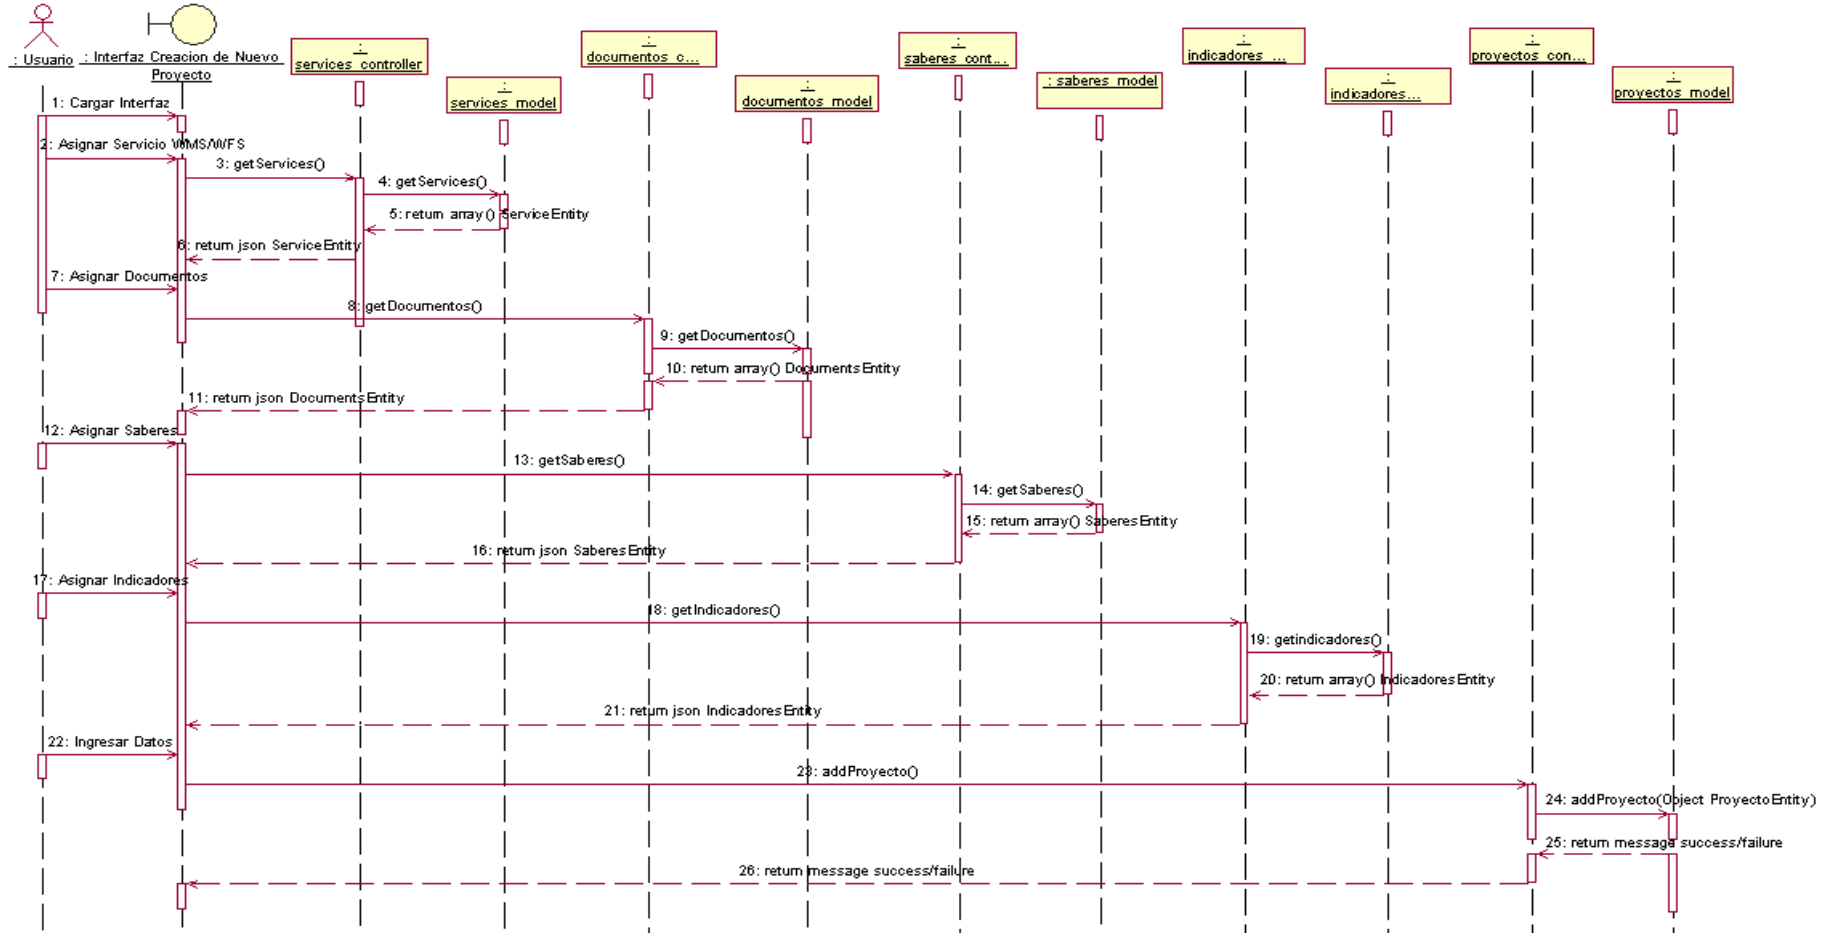 : Usuario
: Interfaz Creacion de Nuevo
Proyecto
:
services_controller
:
services_model
:
documentos_c...
:
documentos_model
:
saberes_cont...
: saberes_model
:
indicadores_...
:
indicadores...
:
proyectos_con...
:
proyectos_model
1: Cargar Interfaz
2: Asignar Servicio WMS/WFS
3: getServices()
4: getServices()
5: return array() ServiceEntity
6: return json ServiceEntity
7: Asignar Documentos
8: getDocumentos()
9: getDocumentos()
10: return array() DocumentsEntity
11: return json DocumentsEntity
12: Asignar Saberes
13: getSaberes()
14: getSaberes()
15: return array() SaberesEntity
16: return json SaberesEntity
17: Asignar Indicadores
18: getIndicadores()
19: getindicadores()
20: return array() IndicadoresEntity
21: return json IndicadoresEntity
22: Ingresar Datos
23: addProyecto()
24: addProyecto(Object ProyectoEntity)
25: return message success/failure
26: return message success/failure